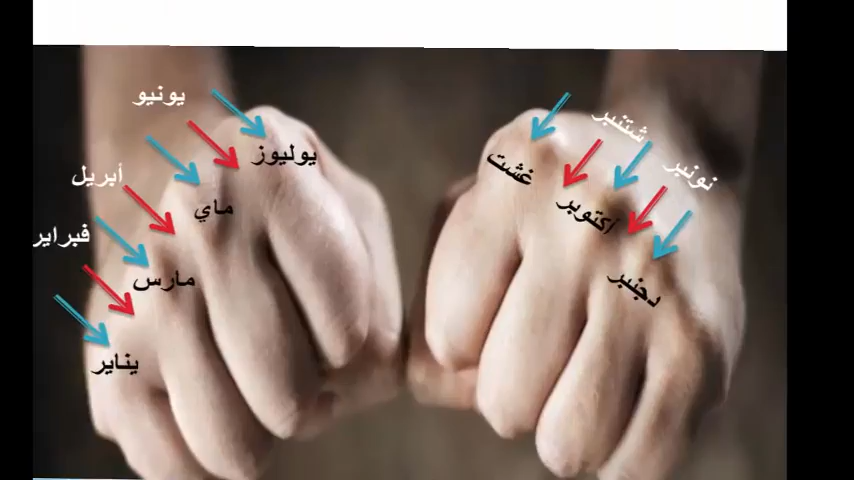 يونيو
يوليوز
أبريل
ماي
فبراير
مارس
يناير
غشت
شتنبر
أكتوبر
نونبر
دجنبر